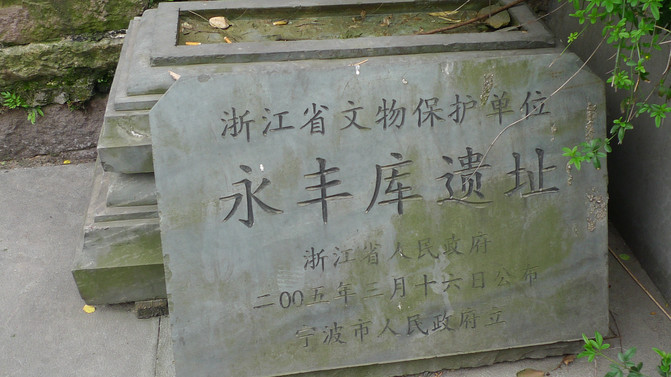 浙江省文物保护单位
永丰库遗址
浙江省人民政府
二00五年三月十六日公布
宁波市人民政府立